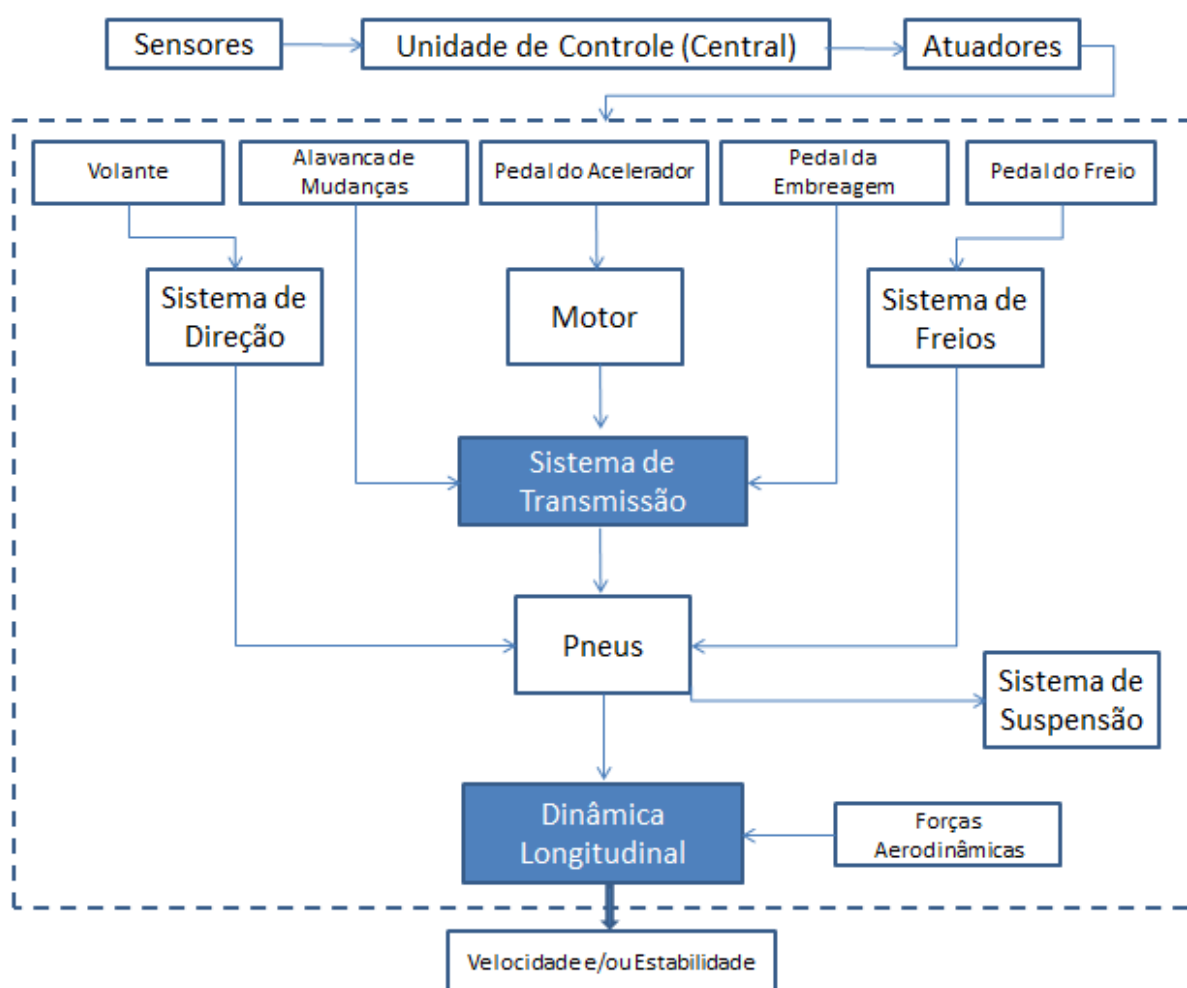 Sensores
Unidade de Controle (Central)
Atuadores
Volante
Alavanca de
Mudanças
Pedal do Acelerador
Pedal da
Embreagem
Pedal do Freio
Sistema de
Direção
Motor
Sistema de
Freios
Sistema de
Transmissão
Pneus
Sistema de
Suspensão
Dinâmica
Longitudinal
Forças
Aerodinâmicas
Velocidade e/ou Estabilidade